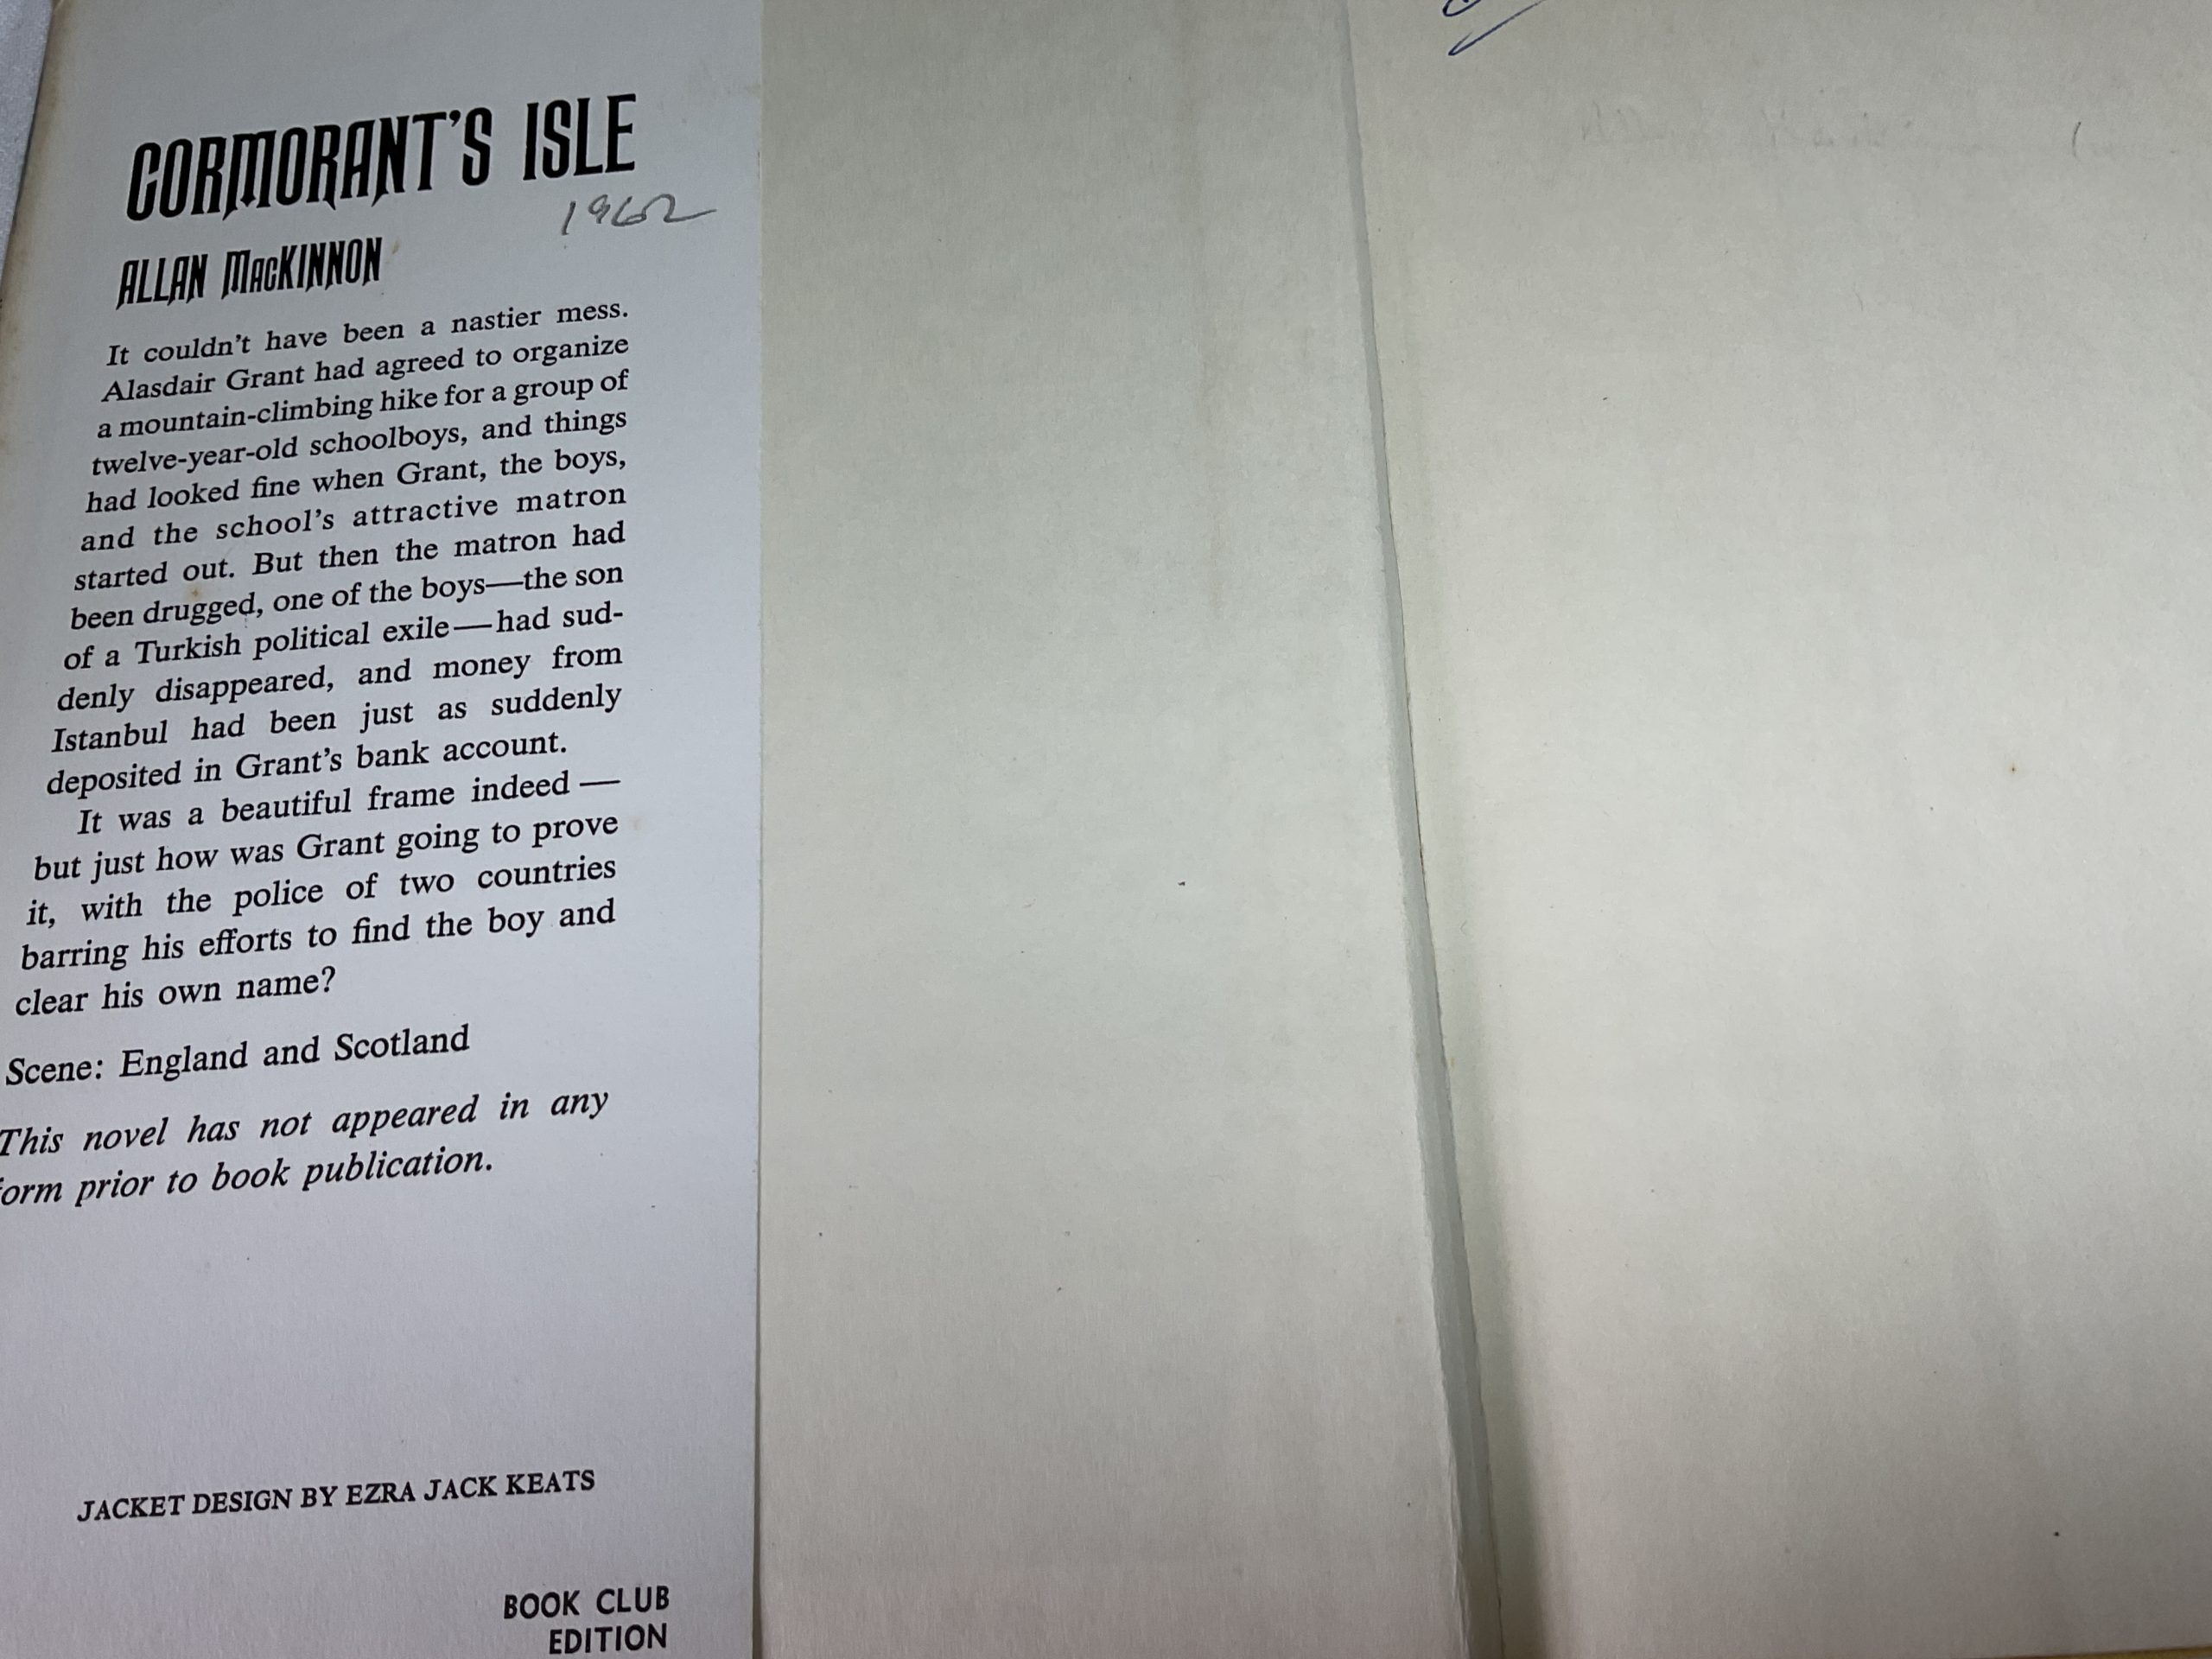 CORMORANT'S ISLE
1962
ALLAN MacKINNON
It couldn't have been a nastier mess.
Alasdair Grant had agreed to organize
a mountain-climbing hike for a group of
twelve-year-old schoolboys, and things
had looked fine when Grant, the boys,
and the school's attractive matron
started out. But then the matron had
been drugged, one of the boys—the son
of a Turkish political exile—had sud-
denly disappeared, and money from
Istanbul had been just as suddenly
deposited in Grant's bank account.
It was a beautiful frame indeed—
but just how was Grant going to prove
it, with the police of two countries
barring his efforts to find the boy and
clear his own name?
Scene: England and Scotland
This novel has not appeared in any
orm prior to book publication.
JACKET DESIGN BY EZRA JACK KEATS
BOOK CLUB
EDITION